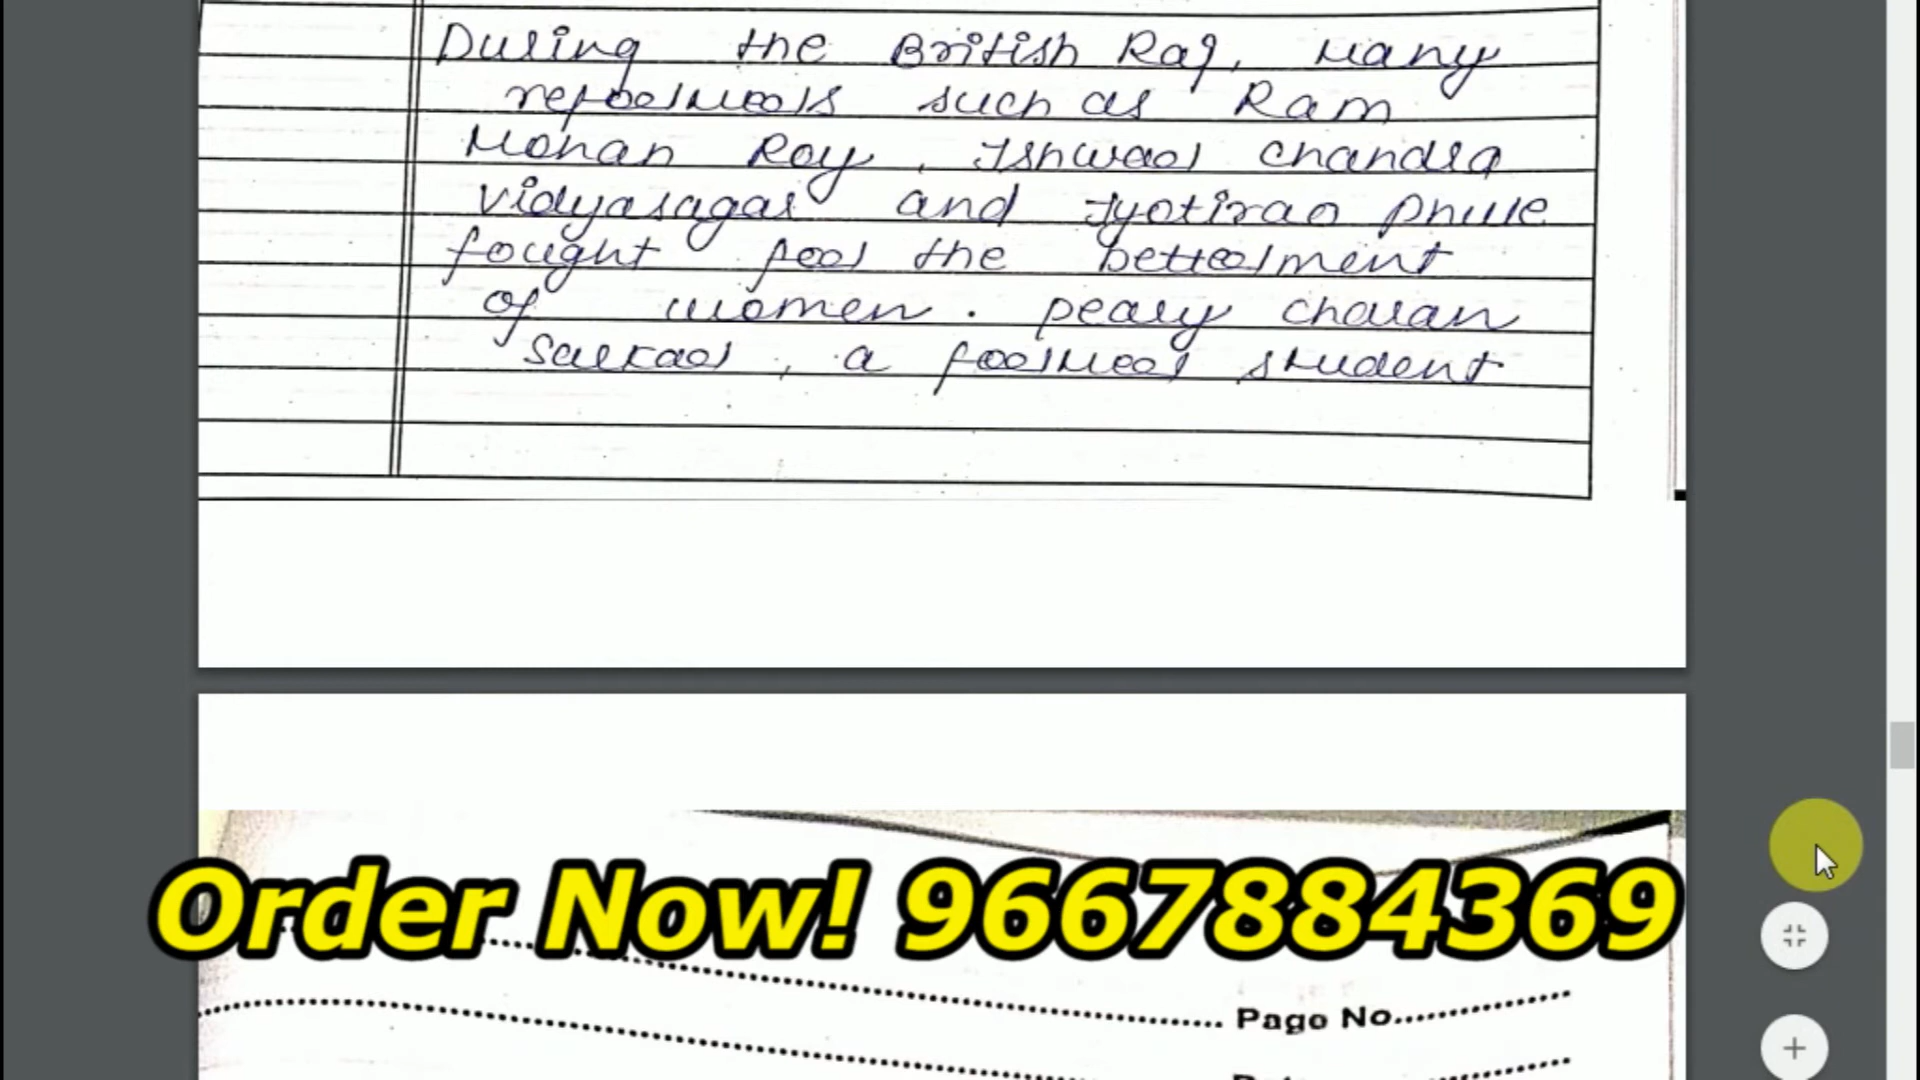 During the British Raj, many
reformers such as Ram
Mohan Roy, Ishwar chandra
vidyasagar and Jyotirao phule
fought for the betterment
of women. peary charan
Sarkar, a former student
Order Now! 9667884369
Page No.